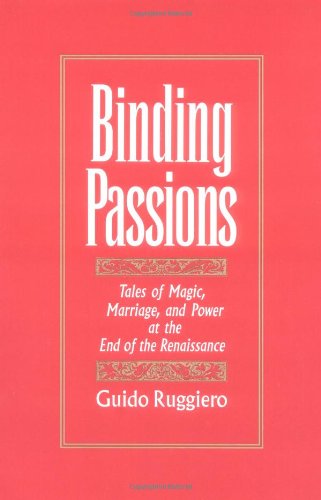 Binding
Passions
Tales of Magic,
Marriage, and Power
at the
End of the Renaissance
Guido Ruggiero